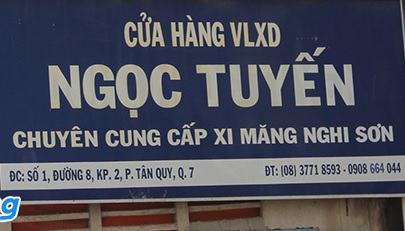 CỬA HÀNG VLXD
NGỌC TUYẾN
CHUYÊN CUNG CẤP XI MĂNG NGHI SƠN
ĐC: SỐ 1, ĐƯỜNG 8, KP. 2, P. TÂN QUY, Q. 7 ĐT: (08) 3771 8593 - 0908 664 044